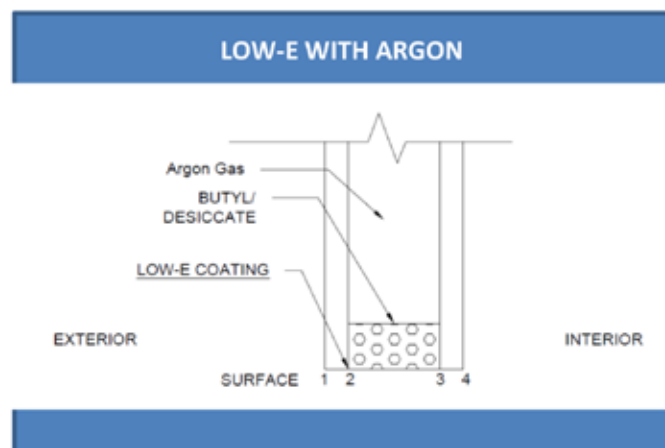 LOW-E WITH ARGON
Argon Gas
BUTYL/
DESICCATE
LOW-E COATING
EXTERIOR
INTERIOR
SURFACE 1 2 3 4